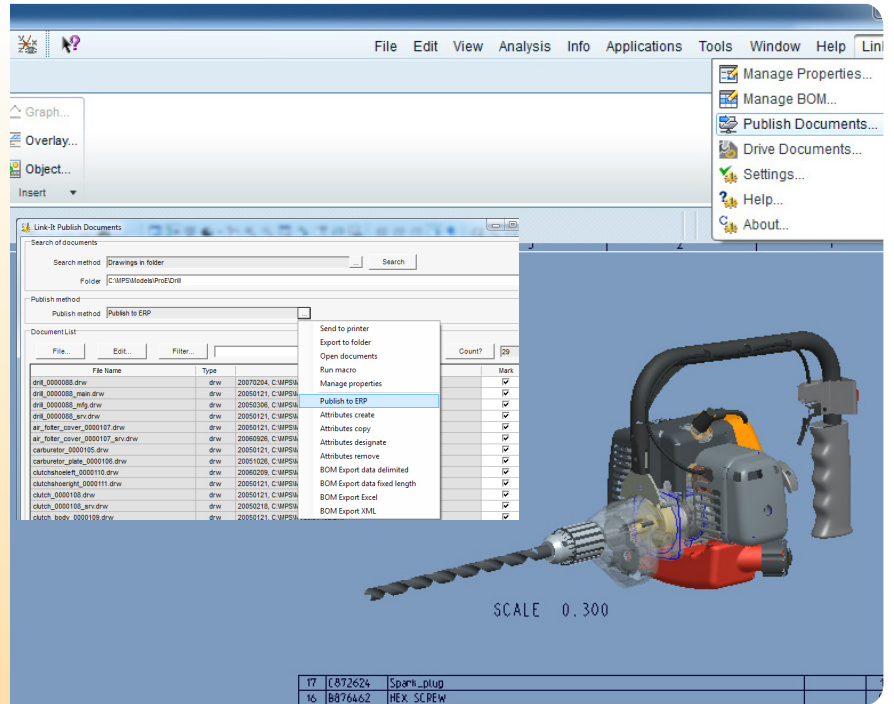 File Edit View Analysis Info Applications Tools Window Help Link
Manage Properties...
Manage BOM...
Publish Documents...
Drive Documents...
Settings...
Help...
About...
Graph...
Overlay...
Object...
Insert
Link-It Publish Documents
Search of documents
Search method Drawings in folder ... Search
Folder C:\MPS\Models\ProE\Drill
Publish method
Publish method Publish to ERP ...
Document List
File... Edit... Filter... Count? 29
File Name Type Mark
drill_0000088.drw drw 20070204, C:\MPS\M
drill_0000088_main.drw drw 20050121, C:\MPS\M
drill_0000088_mfg.drw drw 20050306, C:\MPS\M
drill_0000088_srv.drw drw 20050121, C:\MPS\M
air_folter_cover_0000107.drw drw 20050121, C:\MPS\M
air_folter_cover_0000107_srv.drw drw 20060926, C:\MPS\M
carburetor_0000105.drw drw 20050121, C:\MPS\M
carburetor_plate_0000106.drw drw 20051026, C:\MPS\M
clutchshoeleft_0000110.drw drw 20060209, C:\MPS\M
clutchshoeright_0000111.drw drw 20050121, C:\MPS\M
clutch_0000108.drw drw 20050121, C:\MPS\M
clutch_0000108_srv.drw drw 20050218, C:\MPS\M
clutch_body_0000109.drw drw 20050121, C:\MPS\M
Send to printer
Export to folder
Open documents
Run macro
Manage properties
Publish to ERP
Attributes create
Attributes copy
Attributes designate
Attributes remove
BOM Export data delimited
BOM Export data fixed length
BOM Export Excel
BOM Export XML
2
SCALE 0.300
17 C872624 Spark_plug 1
16 B876462 HEX SCREW